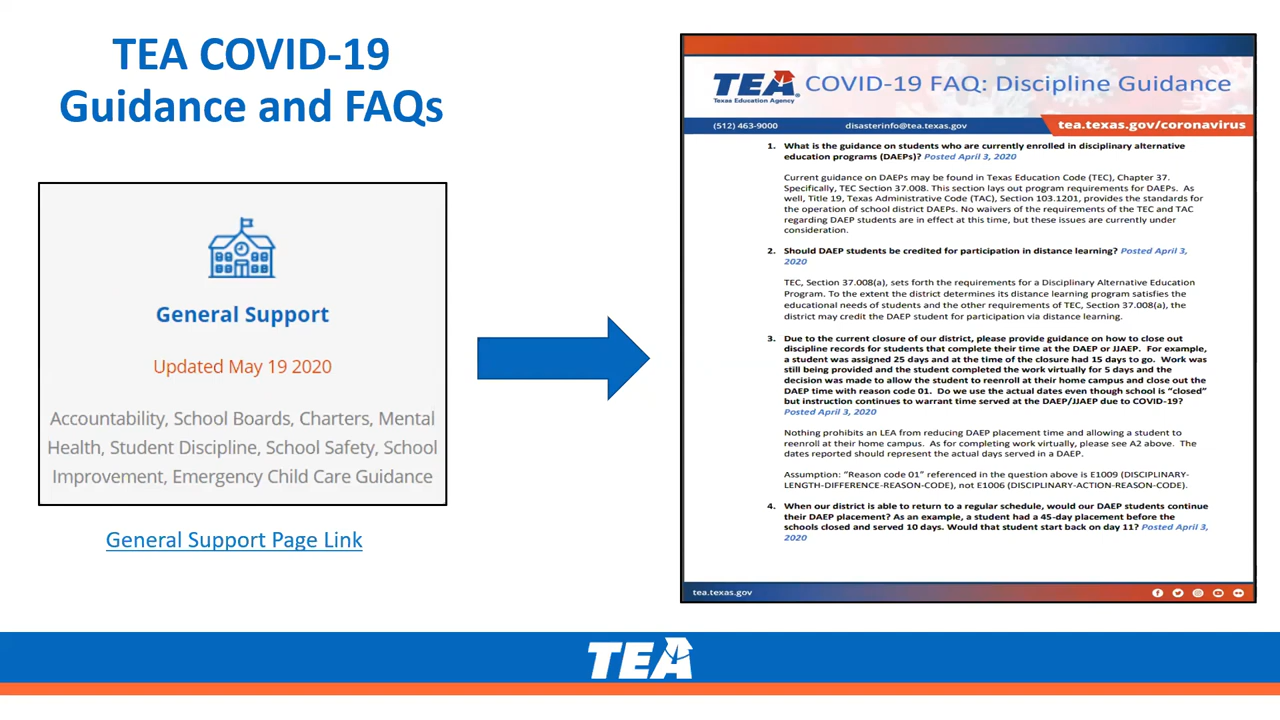 TEA COVID-19
Guidance and FAQs
General Support
Updated May 19 2020
Accountability, School Boards, Charters, Mental
Health, Student Discipline, School Safety, School
Improvement, Emergency Child Care Guidance
General Support Page Link
TEA
Texas Education Agency
COVID-19 FAQ: Discipline Guidance
(512) 463-9000 disasterinfo@tea.texas.gov tea.texas.gov/coronavirus
1. What is the guidance on students who are currently enrolled in disciplinary alternative
education programs (DAEPs)? Posted April 3, 2020
Current guidance on DAEPs may be found in Texas Education Code (TEC), Chapter 37.
Specifically, TEC Section 37.008. This section lays out program requirements for DAEPs. As
well, Title 19, Texas Administrative Code (TAC), Section 103.1201, provides the standards for
the operation of school district DAEPs. No waivers of the requirements of the TEC and TAC
regarding DAEP students are in effect at this time, but these issues are currently under
consideration.
2. Should DAEP students be credited for participation in distance learning? Posted April 3,
2020
TEC, Section 37.008(a), sets forth the requirements for a Disciplinary Alternative Education
Program. To the extent the district determines its distance learning program satisfies the
educational needs of students and the other requirements of TEC, Section 37.008(a), the
district may credit the DAEP student for participation via distance learning.
3. Due to the current closure of our district, please provide guidance on how to close out
discipline records for students that complete their time at the DAEP or JJAEP. For example,
a student was assigned 25 days and at the time of the closure had 15 days to go. Work was
still being provided and the student completed the work virtually for 5 days and the
decision was made to allow the student to reenroll at their home campus and close out the
DAEP time with reason code 01. Do we use the actual dates even though school is “closed”
but instruction continues to warrant time served at the DAEP/JJAEP due to COVID-19?
Posted April 3, 2020
Nothing prohibits an LEA from reducing DAEP placement time and allowing a student to
reenroll at their home campus. As for completing work virtually, please see A2 above. The
dates reported should represent the actual days served in a DAEP.
Assumption: “Reason code 01” referenced in the question above is E1009 (DISCIPLINARY-
LENGTH-DIFFERENCE-REASON-CODE), not E1006 (DISCIPLINARY-ACTION-REASON-CODE).
4. When our district is able to return to a regular schedule, would our DAEP students continue
their DAEP placement? As an example, a student had a 45-day placement before the
schools closed and served 10 days. Would that student start back on day 11? Posted April 3,
2020
tea.texas.gov
TEA